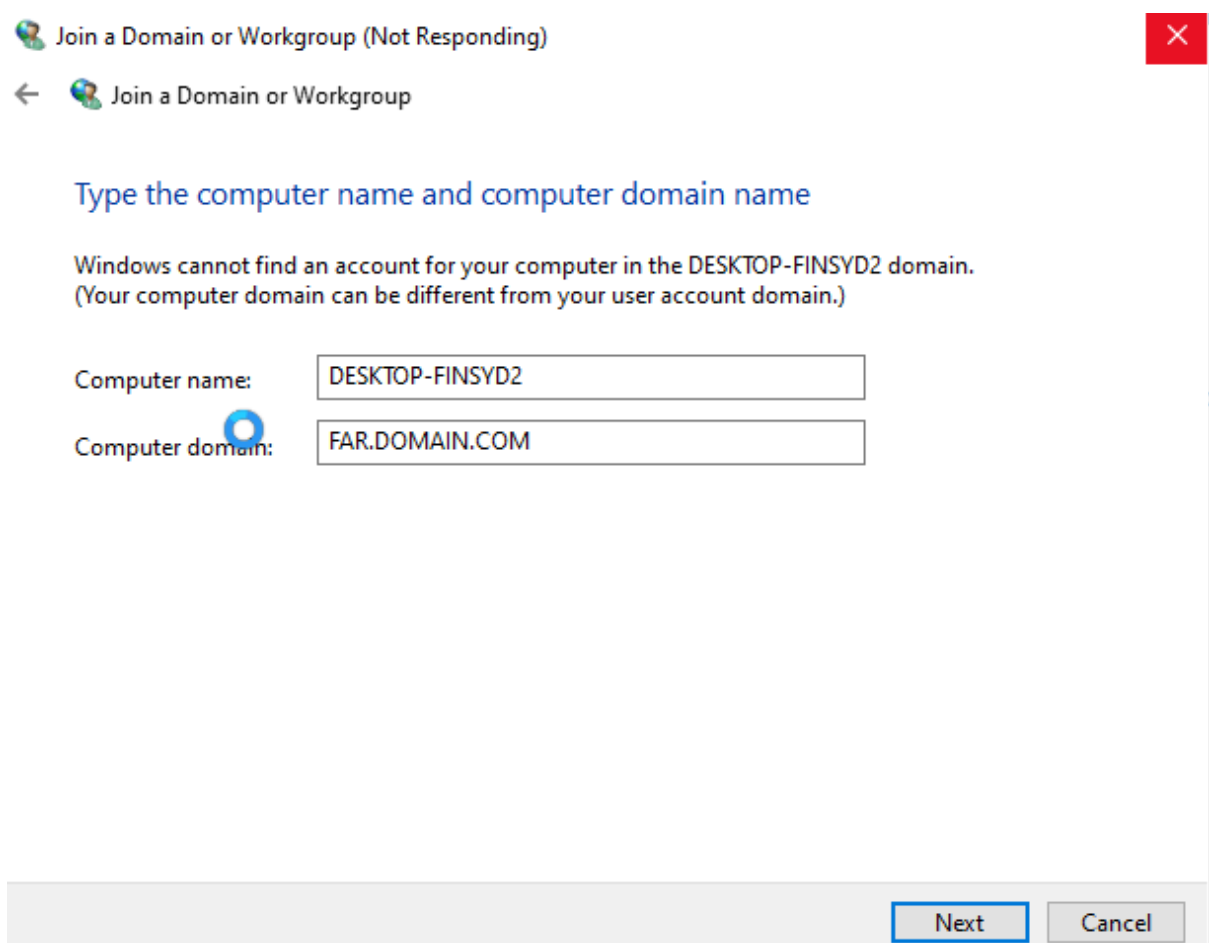 Join a Domain or Workgroup (Not Responding)
Join a Domain or Workgroup
Type the computer name and computer domain name
Windows cannot find an account for your computer in the DESKTOP-FINSYD2 domain.
(Your computer domain can be different from your user account domain.)
Computer name: DESKTOP-FINSYD2
Computer domain: FAR.DOMAIN.COM
Next Cancel